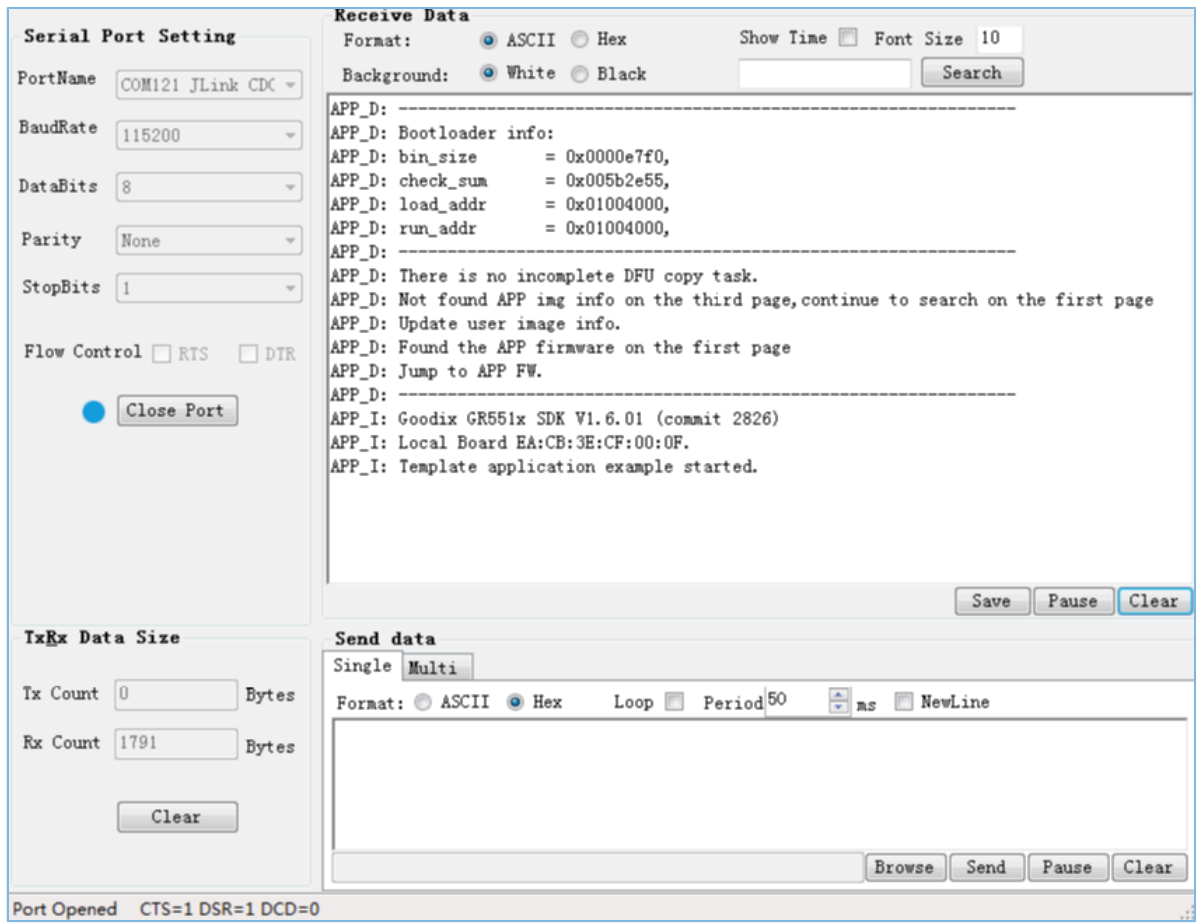 Serial Port Setting
PortName COM121 JLink CDC
BaudRate 115200
DataBits 8
Parity None
StopBits 1
Flow Control RTS DTR
Close Port
Receive Data
Format: ASCII Hex Show Time Font Size 10
Background: White Black Search
APP_D: ---------------------------------------------------------------
APP_D: Bootloader info:
APP_D: bin_size = 0x0000e7f0,
APP_D: check_sum = 0x005b2e55,
APP_D: load_addr = 0x01004000,
APP_D: run_addr = 0x01004000,
APP_D: ---------------------------------------------------------------
APP_D: There is no incomplete DFU copy task.
APP_D: Not found APP img info on the third page,continue to search on the first page
APP_D: Update user image info.
APP_D: Found the APP firmware on the first page
APP_D: Jump to APP FW.
APP_D: ---------------------------------------------------------------
APP_I: Goodix GR551x SDK V1.6.01 (commit 2826)
APP_I: Local Board EA:CB:3E:CF:00:0F.
APP_I: Template application example started.
Save Pause Clear
TxRx Data Size
Tx Count 0 Bytes
Rx Count 1791 Bytes
Clear
Send data
Single Multi
Format: ASCII Hex Loop Period 50 ms NewLine
Browse Send Pause Clear
Port Opened CTS=1 DSR=1 DCD=0